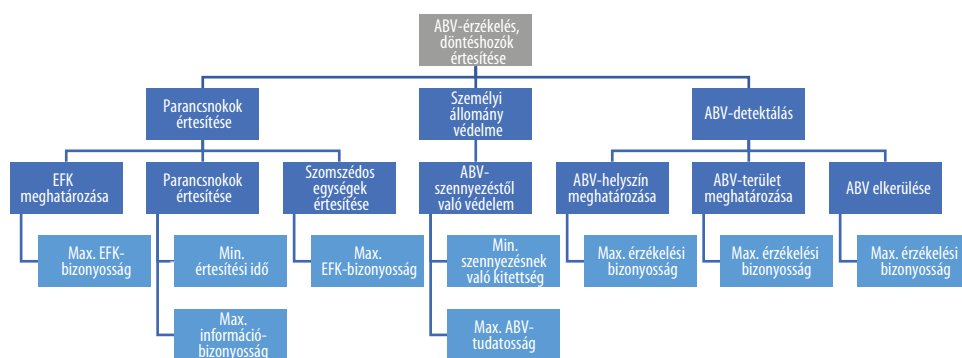 ABV-érzékelés,
döntéshozók
értesítése
Parancsnokok
értesítése
Személyi
állomány
védelme
ABV-detektálás
EFK
meghatározása
Parancsnokok
értesítése
Szomszédos
egységek
értesítése
ABV-
szennyezéstől
való védelem
ABV-helyszín
meghatározása
ABV-terület
meghatározása
ABV elkerülése
Max. EFK-
bizonyosság
Min.
értesítési idő
Max.
EFK-bizonyosság
Min.
szennyezésnek
való kitettség
Max. érzékelési
bizonyosság
Max. érzékelési
bizonyosság
Max. érzékelési
bizonyosság
Max.
információ-
bizonyosság
Max. ABV-
tudatosság